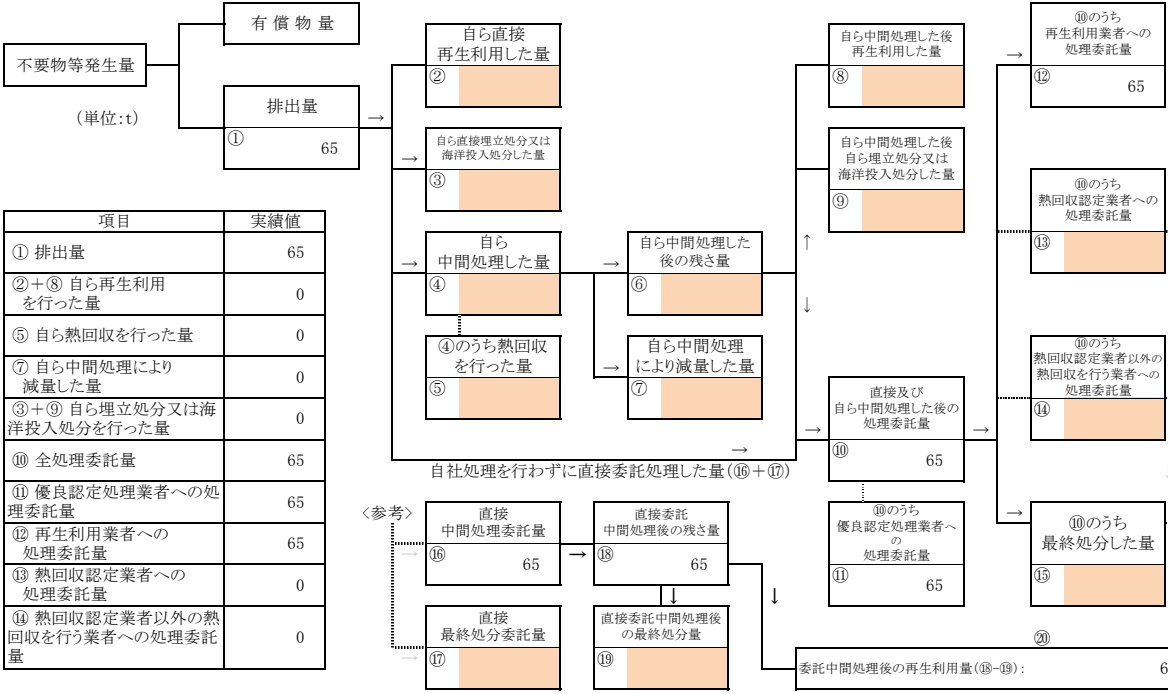 有償物量
不要物等発生量
(単位:t)
排出量
①
65
→
自ら直接
再生利用した量
②
→
自ら直接埋立処分又は
海洋投入処分した量
③
→
自ら
中間処理した量
④
④のうち熱回収
を行った量
⑤
→
自ら中間処理した
後の残さ量
⑥
→
自ら中間処理
により減量した量
⑦
自ら中間処理した後
再生利用した量
⑧
自ら中間処理した後
自ら埋立処分又は
海洋投入処分した量
⑨
↑
↓
→
自社処理を行わずに直接委託処理した量(⑯+⑰)
→
直接及び
自ら中間処理した後の
処理委託量
⑩
65
⑩のうち
優良認定処理業者へ
の
処理委託量
⑪
65
→
→
⑩のうち
再生利用業者への
処理委託量
⑫
65
⑩のうち
熱回収認定業者への
処理委託量
⑬
⑩のうち
熱回収認定業者以外の
熱回収を行う業者への
処理委託量
⑭
→
⑩のうち
最終処分した量
⑮
項目 実績値
① 排出量 65
②+⑧ 自ら再生利用
を行った量 0
⑤ 自ら熱回収を行った量 0
⑦ 自ら中間処理により
減量した量 0
③+⑨ 自ら埋立処分又は海
洋投入処分を行った量 0
⑩ 全処理委託量 65
⑪ 優良認定処理業者への処
理委託量 65
⑫ 再生利用業者への
処理委託量 65
⑬ 熱回収認定業者への
処理委託量 0
⑭ 熱回収認定業者以外の熱
回収を行う業者への処理委託
量 0
〈参考〉
→
直接
中間処理委託量
⑯
65
→
直接委託
中間処理後の残さ量
⑱
65
↓
↓
→
直接
最終処分委託量
⑰
直接委託中間処理後
の最終処分量
⑲
⑳
委託中間処理後の再生利用量(⑱-⑲): 6